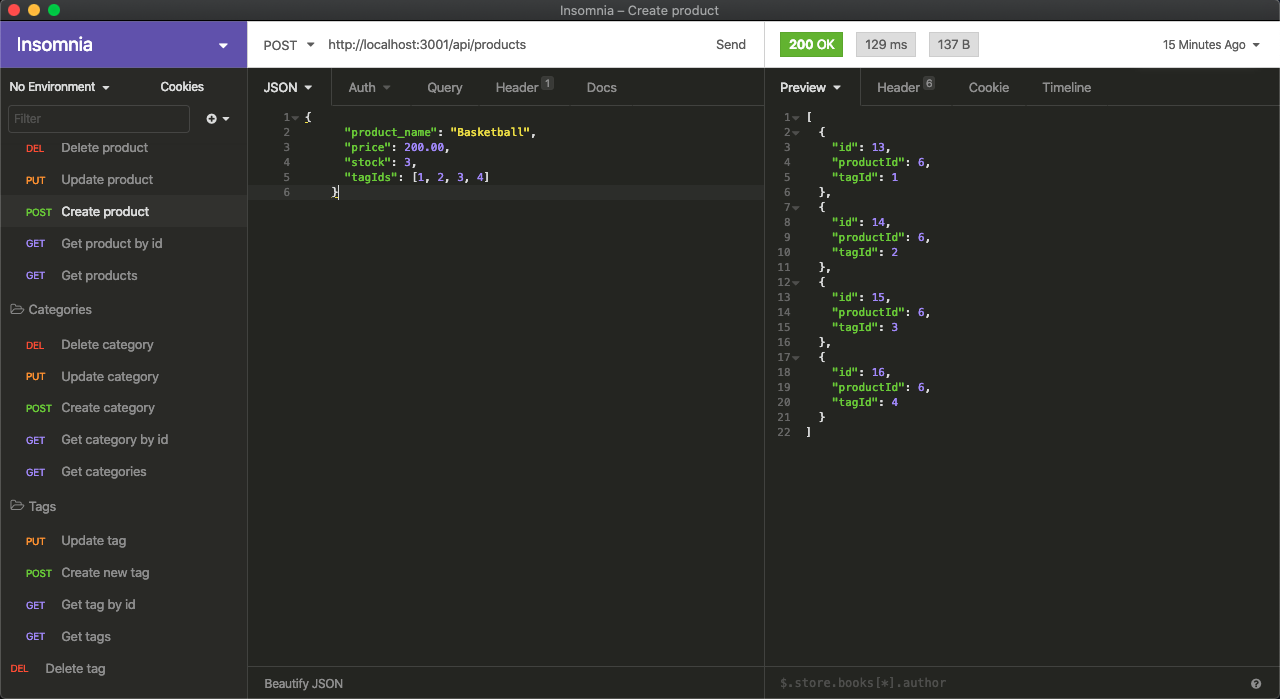 Insomnia – Create product
Insomnia
POST
http://localhost:3001/api/products
Send
200 OK
129 ms
137 B
15 Minutes Ago
No Environment
Cookies
Filter
DEL Delete product
PUT Update product
POST Create product
GET Get product by id
GET Get products
Categories
DEL Delete category
PUT Update category
POST Create category
GET Get category by id
GET Get categories
Tags
PUT Update tag
POST Create new tag
GET Get tag by id
GET Get tags
DEL Delete tag
JSON Auth Query Header 1 Docs
1 {
2 "product_name": "Basketball",
3 "price": 200.00,
4 "stock": 3,
5 "tagIds": [1, 2, 3, 4]
6 }
Beautify JSON
Preview Header 6 Cookie Timeline
1 [
2 {
3 "id": 13,
4 "productId": 6,
5 "tagId": 1
6 },
7 {
8 "id": 14,
9 "productId": 6,
10 "tagId": 2
11 },
12 {
13 "id": 15,
14 "productId": 6,
15 "tagId": 3
16 },
17 {
18 "id": 16,
19 "productId": 6,
20 "tagId": 4
21 }
22 ]
$.store.books[*].author
?